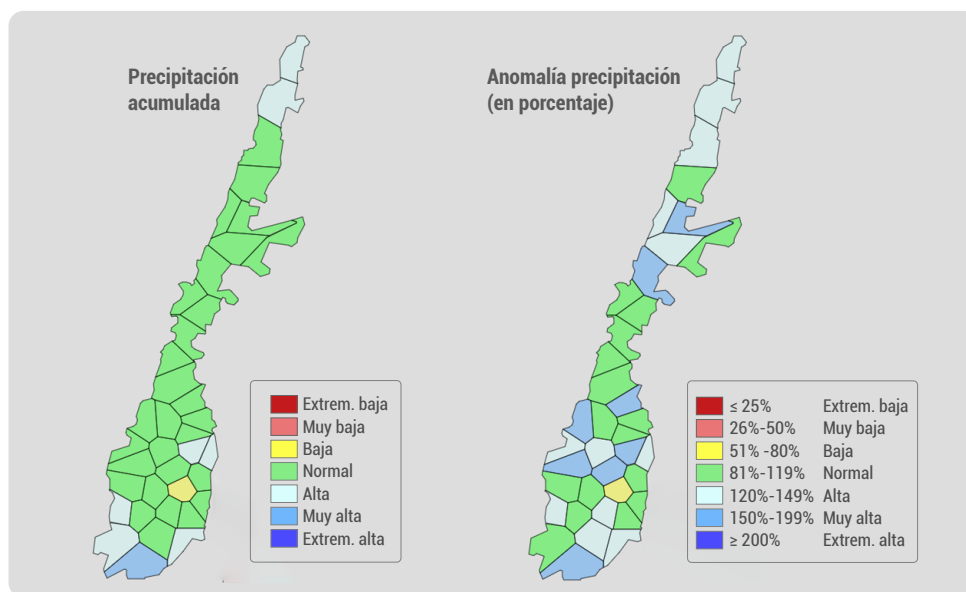 Precipitación
acumulada
Anomalía precipitación
(en porcentaje)
Extrem. baja
Muy baja
Baja
Normal
Alta
Muy alta
Extrem. alta
≤ 25% Extrem. baja
26%-50% Muy baja
51% -80% Baja
81%-119% Normal
120%-149% Alta
150%-199% Muy alta
≥ 200% Extrem. alta